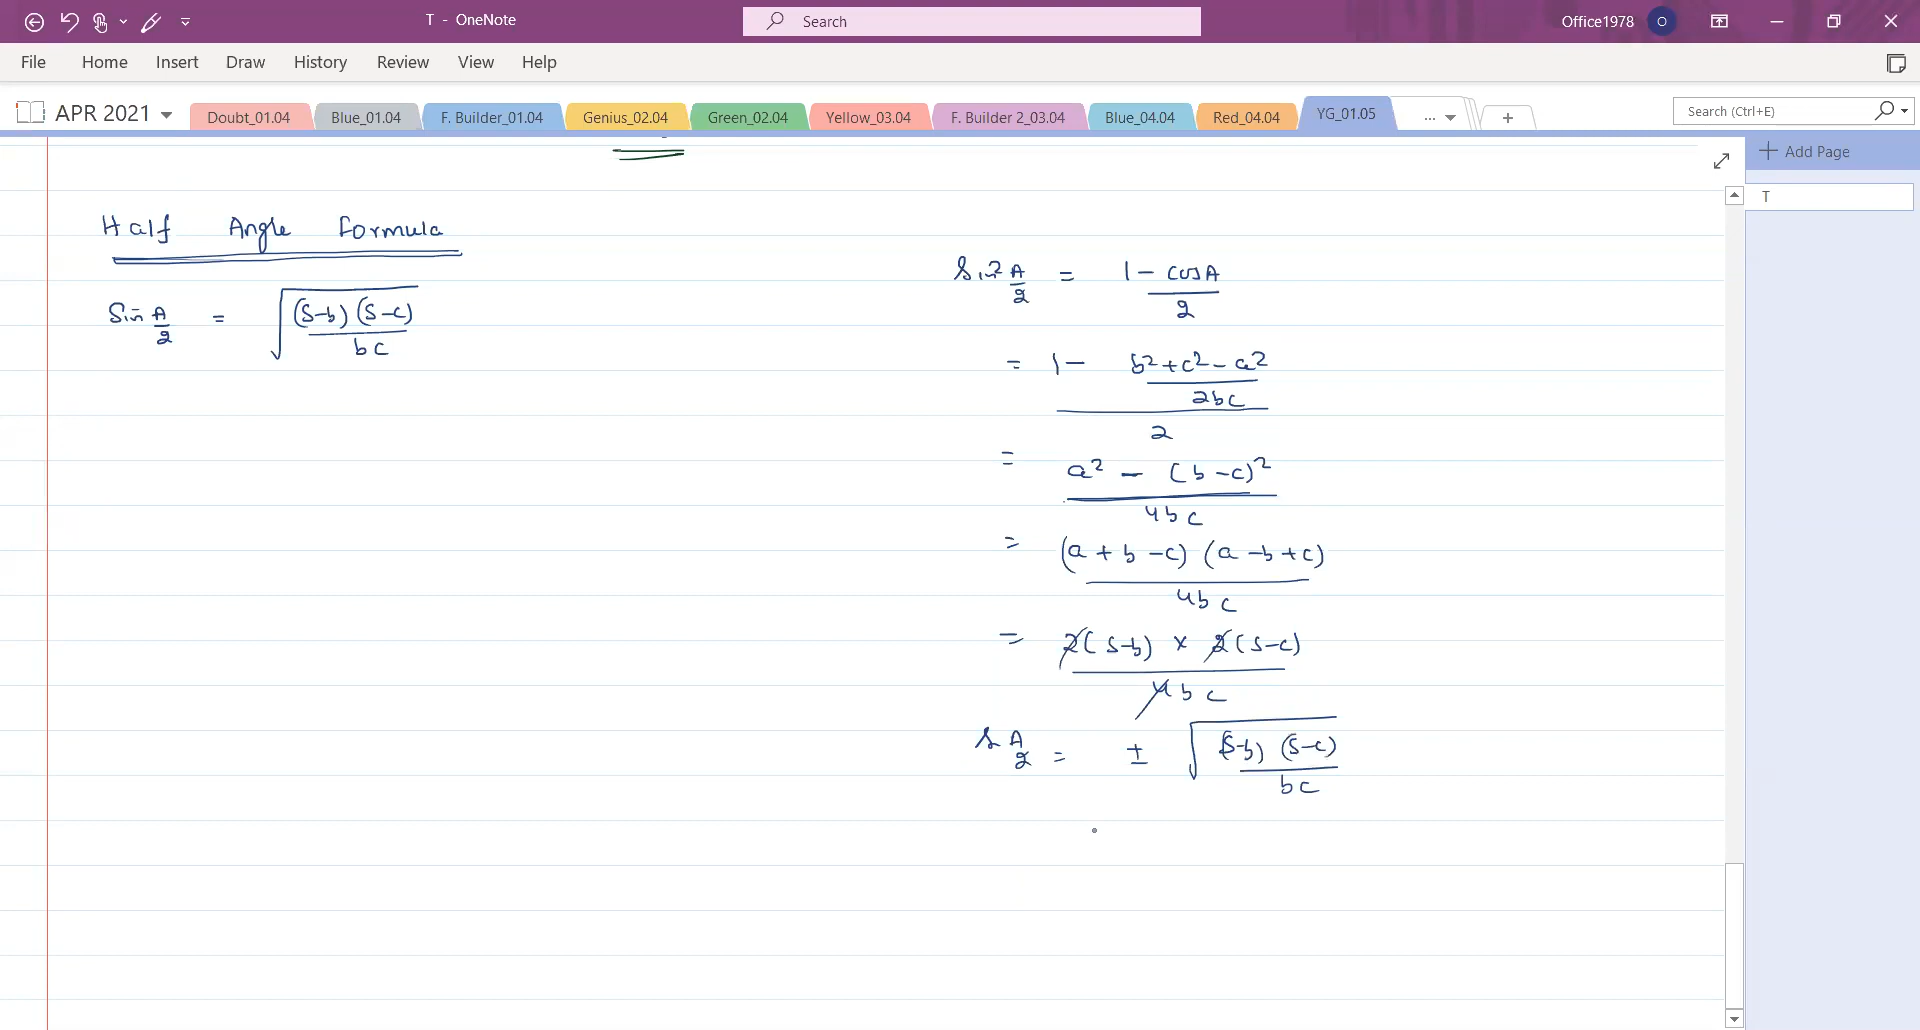 T - OneNote
Search
Office1978
O
File Home Insert Draw History Review View Help
APR 2021
Doubt_01.04 Blue_01.04 F. Builder_01.04 Genius_02.04 Green_02.04 Yellow_03.04 F. Builder 2_03.04 Blue_04.04 Red_04.04 YG_01.05 ... +
Search (Ctrl+E)
Add Page
T
Half Angle Formula
Sin A/2 = √((S-b)(S-c)/bc)
Sin² A/2 = (1 - cosA)/2
= (1 - (b²+c²-a²)/2bc)/2
= (a² - (b-c)²)/4bc
= (a+b-c)(a-b+c)/4bc
= 2(s-b) × 2(s-c)/4bc
S A/2 = ± √((S-b)(S-c)/bc)